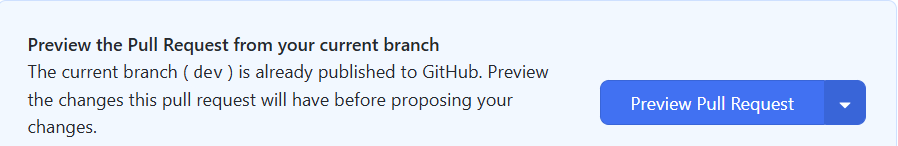 Preview the Pull Request from your current branch
The current branch ( dev ) is already published to GitHub. Preview
the changes this pull request will have before proposing your
changes.
Preview Pull Request